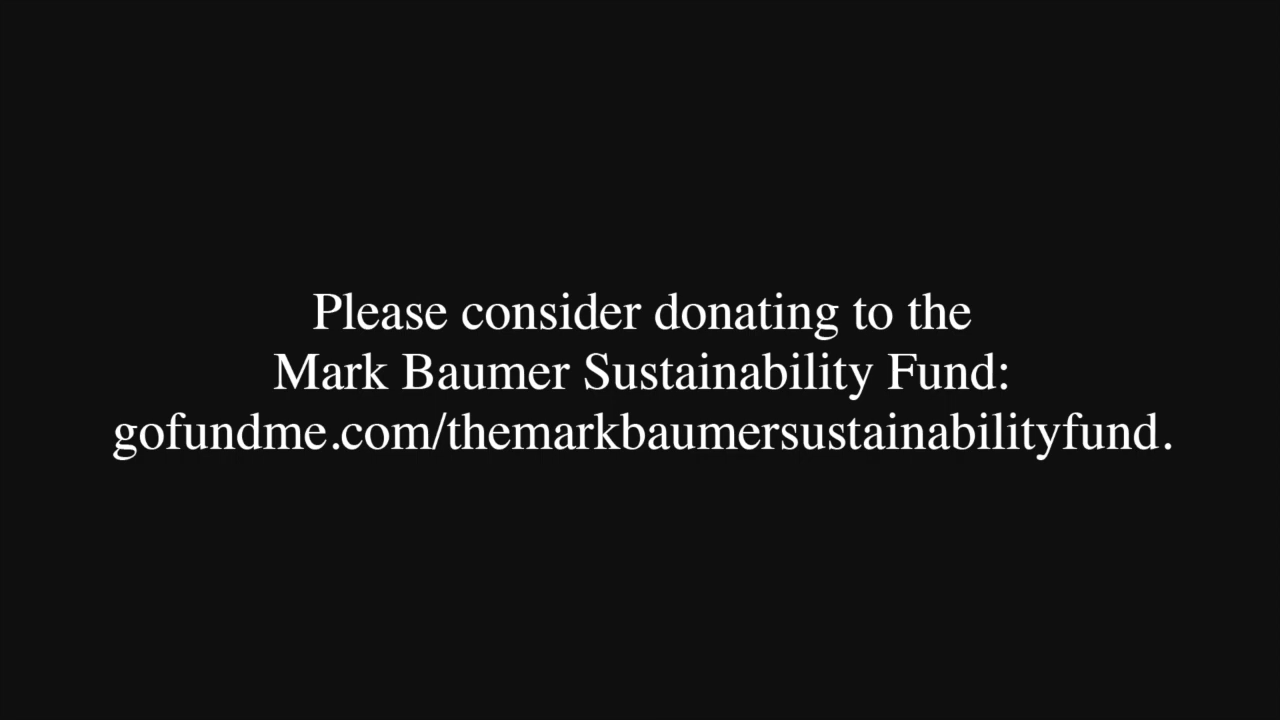 Please consider donating to the
Mark Baumer Sustainability Fund:
gofundme.com/themarkbaumersustainabilityfund.